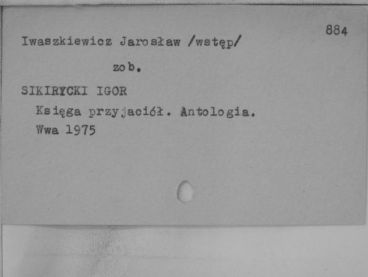 884
Iwaszkiewicz Jarosław /wstęp/
zob.
SIKIRYCKI IGOR
Księga przyjaciół. Antologia.
Wwa 1975